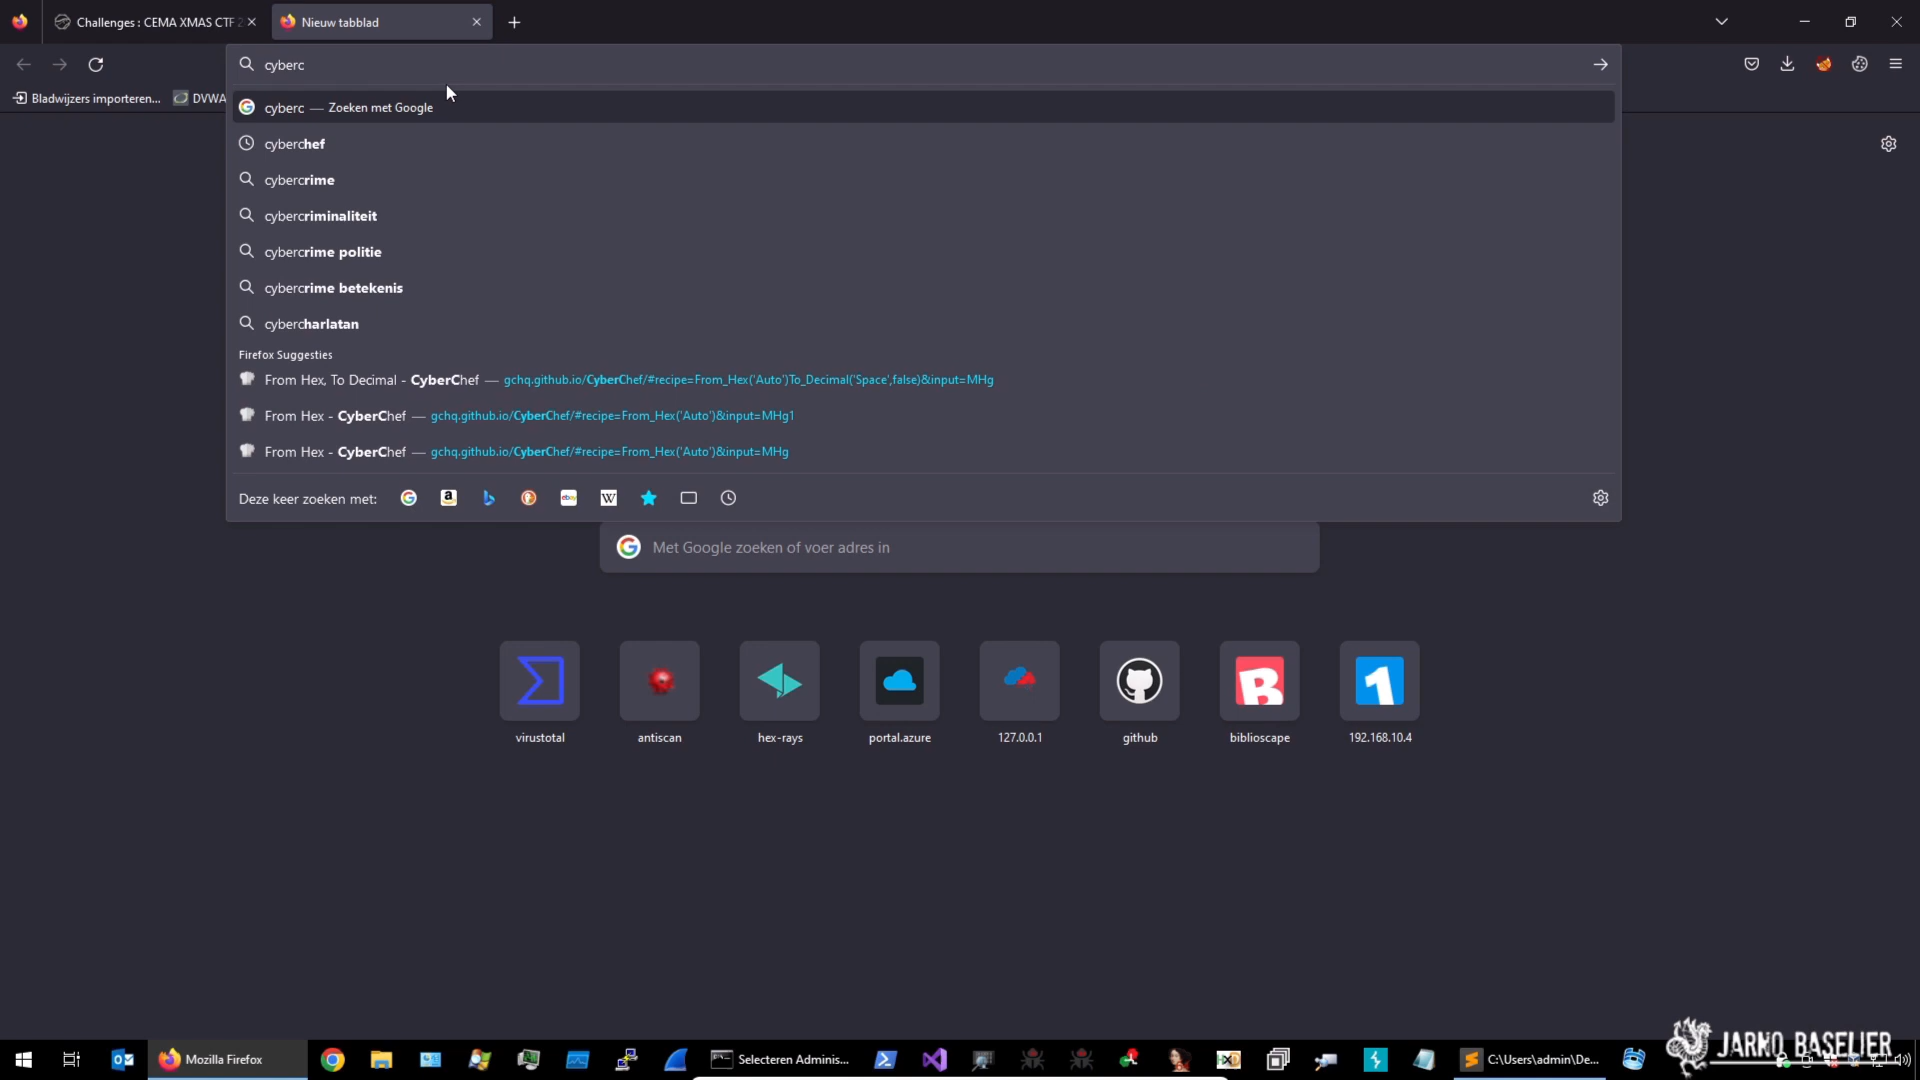 Challenges : CEMA XMAS CTF 2
Nieuw tabblad
cyberc
Bladwijzers importeren...
DVWA
cyberc — Zoeken met Google
cyberchef
cybercrime
cybercriminaliteit
cybercrime politie
cybercrime betekenis
cybercharlatan
Firefox Suggesties
From Hex, To Decimal - CyberChef — gchq.github.io/CyberChef/#recipe=From_Hex('Auto')To_Decimal('Space',false)&input=MHg
From Hex - CyberChef — gchq.github.io/CyberChef/#recipe=From_Hex('Auto')&input=MHg1
From Hex - CyberChef — gchq.github.io/CyberChef/#recipe=From_Hex('Auto')&input=MHg
Deze keer zoeken met:
Met Google zoeken of voer adres in
virustotal
antiscan
hex-rays
portal.azure
127.0.0.1
github
biblioscape
192.168.10.4
Mozilla Firefox
Selecteren Adminis...
C:\Users\admin\De...
JARNO BASELIER